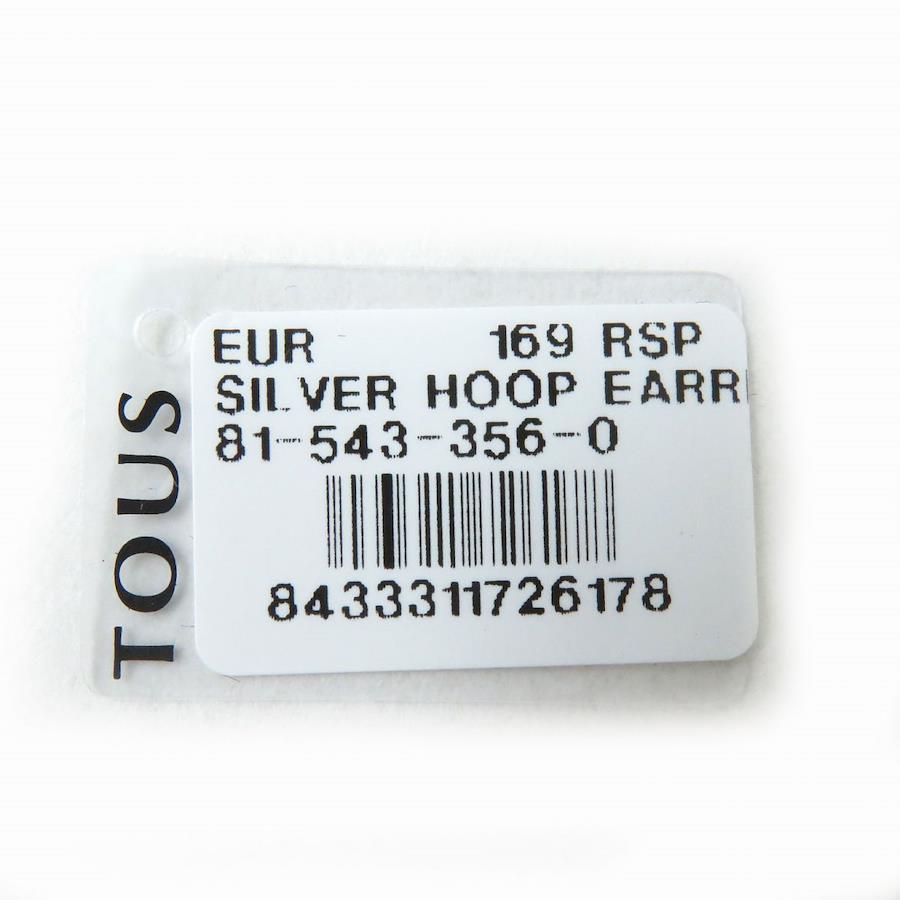 TOUS
EUR 169 RSP
SILVER HOOP EARR
81-543-356-0
8433311726178